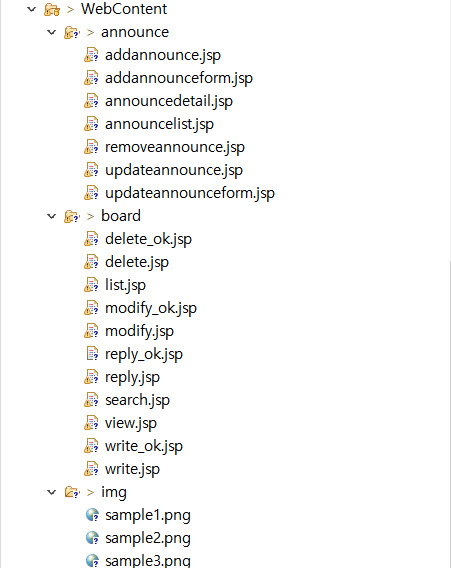 > WebContent
> announce
addannounce.jsp
addannounceform.jsp
announcedetail.jsp
announcelist.jsp
removeannounce.jsp
updateannounce.jsp
updateannounceform.jsp
> board
delete_ok.jsp
delete.jsp
list.jsp
modify_ok.jsp
modify.jsp
reply_ok.jsp
reply.jsp
search.jsp
view.jsp
write_ok.jsp
write.jsp
> img
sample1.png
sample2.png
sample3.png